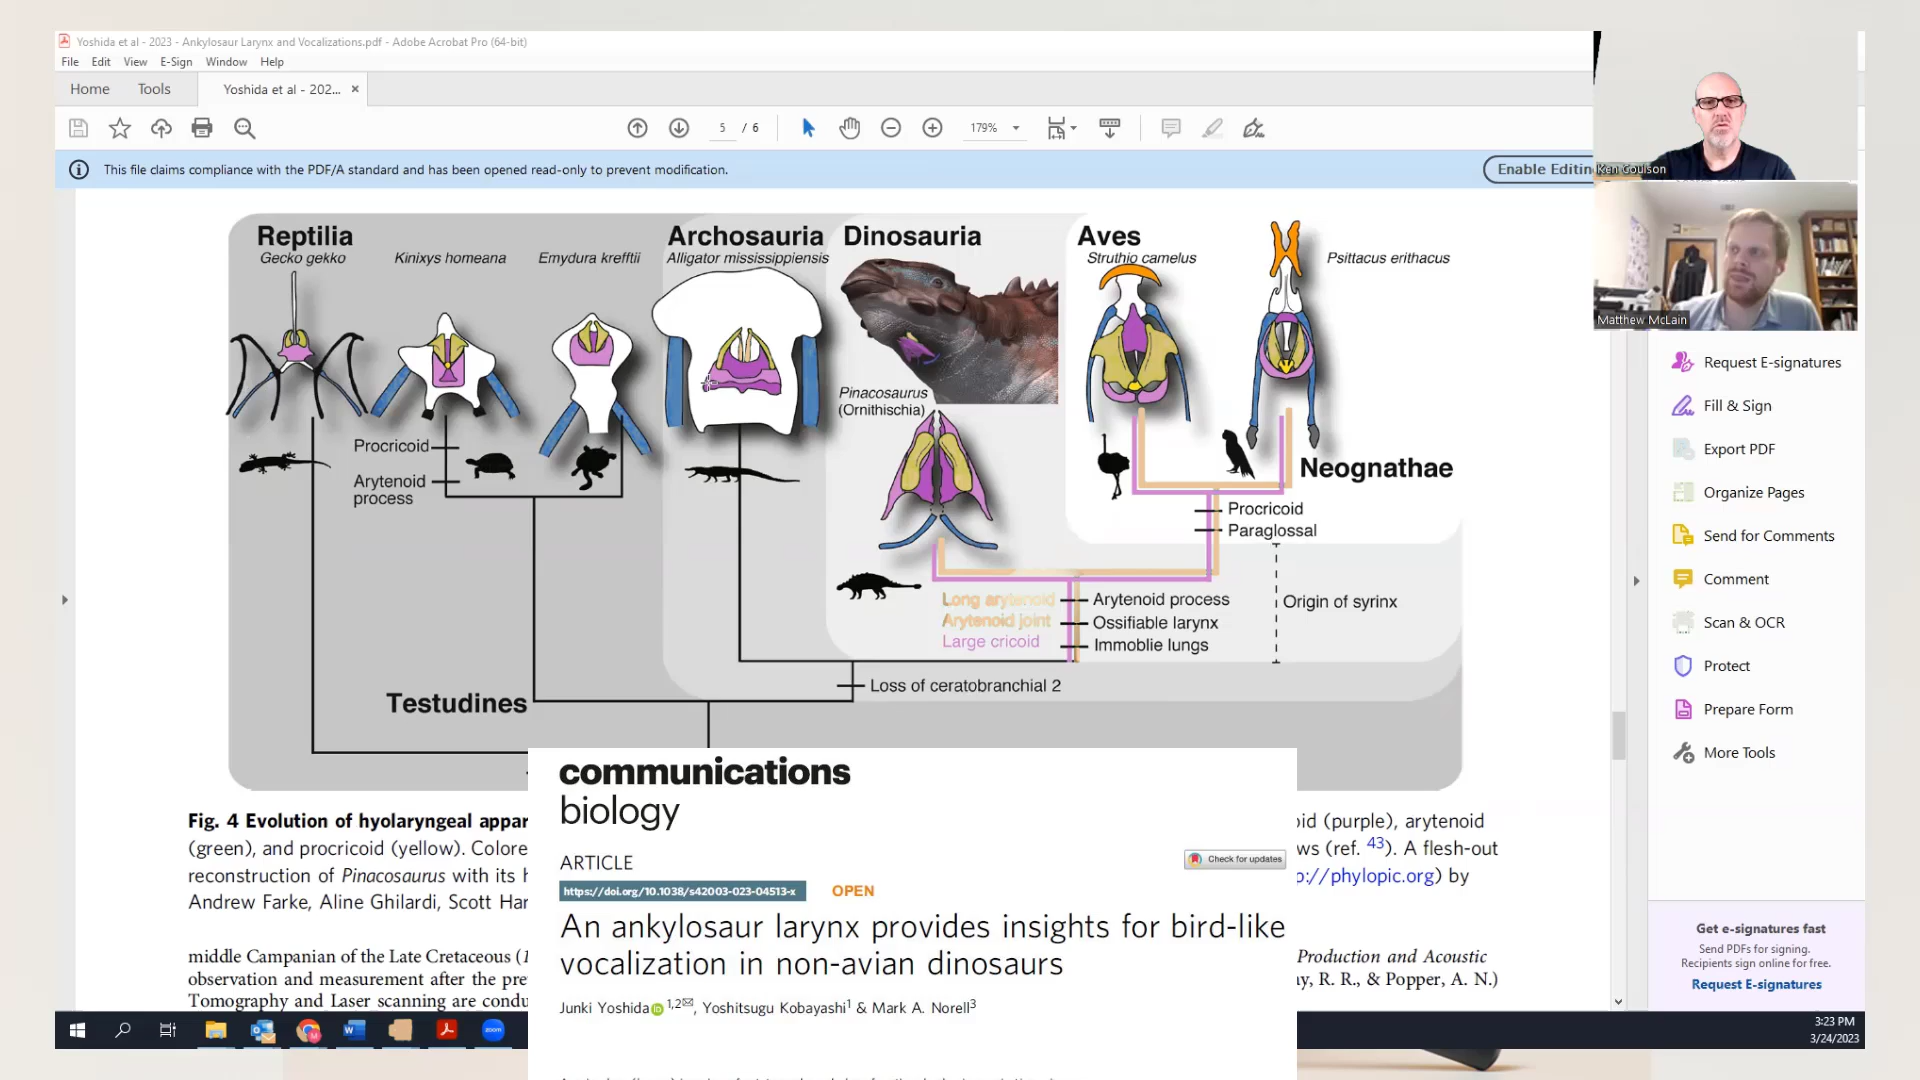 Yoshida et al - 2023 - Ankylosaur Larynx and Vocalizations.pdf - Adobe Acrobat Pro (64-bit)
File Edit View E-Sign Window Help
Home Tools Yoshida et al - 202... ×
5 / 6 179%
This file claims compliance with the PDF/A standard and has been opened read-only to prevent modification.
Enable Editin
Ken Coulson
Matthew McLain
Reptilia Archosauria Dinosauria Aves
Gecko gekko Kinixys homeana Emydura krefftii Alligator mississippiensis Struthio camelus Psittacus erithacus
Pinacosaurus
(Ornithischia)
Procricoid
Arytenoid
process
Neognathae
Procricoid
Paraglossal
Long arytenoid
Arytenoid joint
Large cricoid
Arytenoid process
Ossifiable larynx
Immoblie lungs
Origin of syrinx
Loss of ceratobranchial 2
Testudines
Request E-signatures
Fill & Sign
Export PDF
Organize Pages
Send for Comments
Comment
Scan & OCR
Protect
Prepare Form
More Tools
Get e-signatures fast
Send PDFs for signing.
Recipients sign online for free.
Request E-signatures
Fig. 4 Evolution of hyolaryngeal appar
(green), and procricoid (yellow). Colore
reconstruction of Pinacosaurus with its h
Andrew Farke, Aline Ghilardi, Scott Har
oid (purple), arytenoid
ws (ref. 43). A flesh-out
p://phylopic.org) by
middle Campanian of the Late Cretaceous (
observation and measurement after the pre
Tomography and Laser scanning are condu
Production and Acoustic
ay, R. R., & Popper, A. N.)
communications
biology
ARTICLE
Check for updates
https://doi.org/10.1038/s42003-023-04513-x OPEN
An ankylosaur larynx provides insights for bird-like
vocalization in non-avian dinosaurs
Junki Yoshida 1,2✉, Yoshitsugu Kobayashi1 & Mark A. Norell3
zoom
3:23 PM
3/24/2023